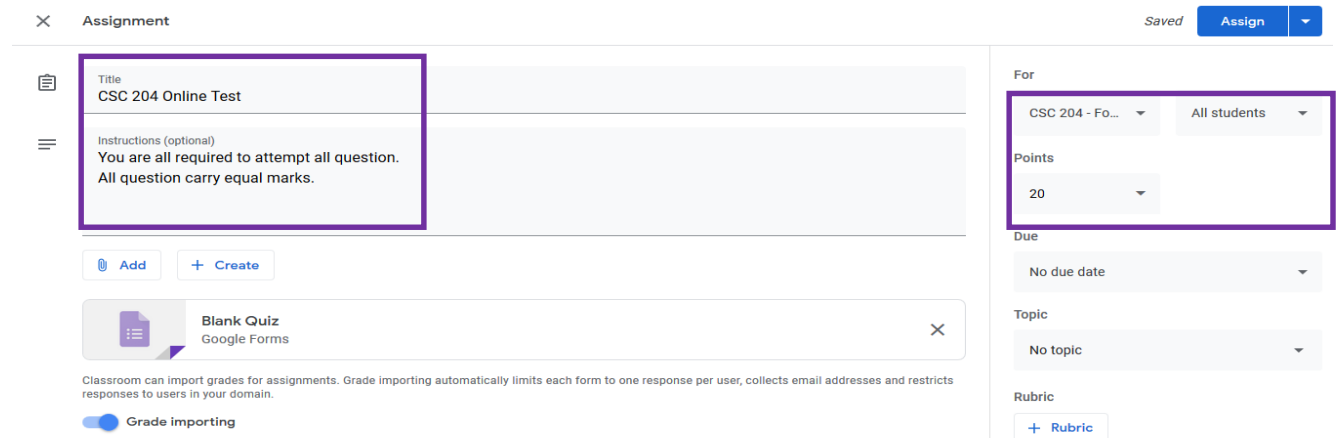 Assignment
Saved
Assign
Title
CSC 204 Online Test
Instructions (optional)
You are all required to attempt all question.
All question carry equal marks.
Add
+ Create
Blank Quiz
Google Forms
Classroom can import grades for assignments. Grade importing automatically limits each form to one response per user, collects email addresses and restricts
responses to users in your domain.
Grade importing
For
CSC 204 - Fo...
All students
Points
20
Due
No due date
Topic
No topic
Rubric
+ Rubric